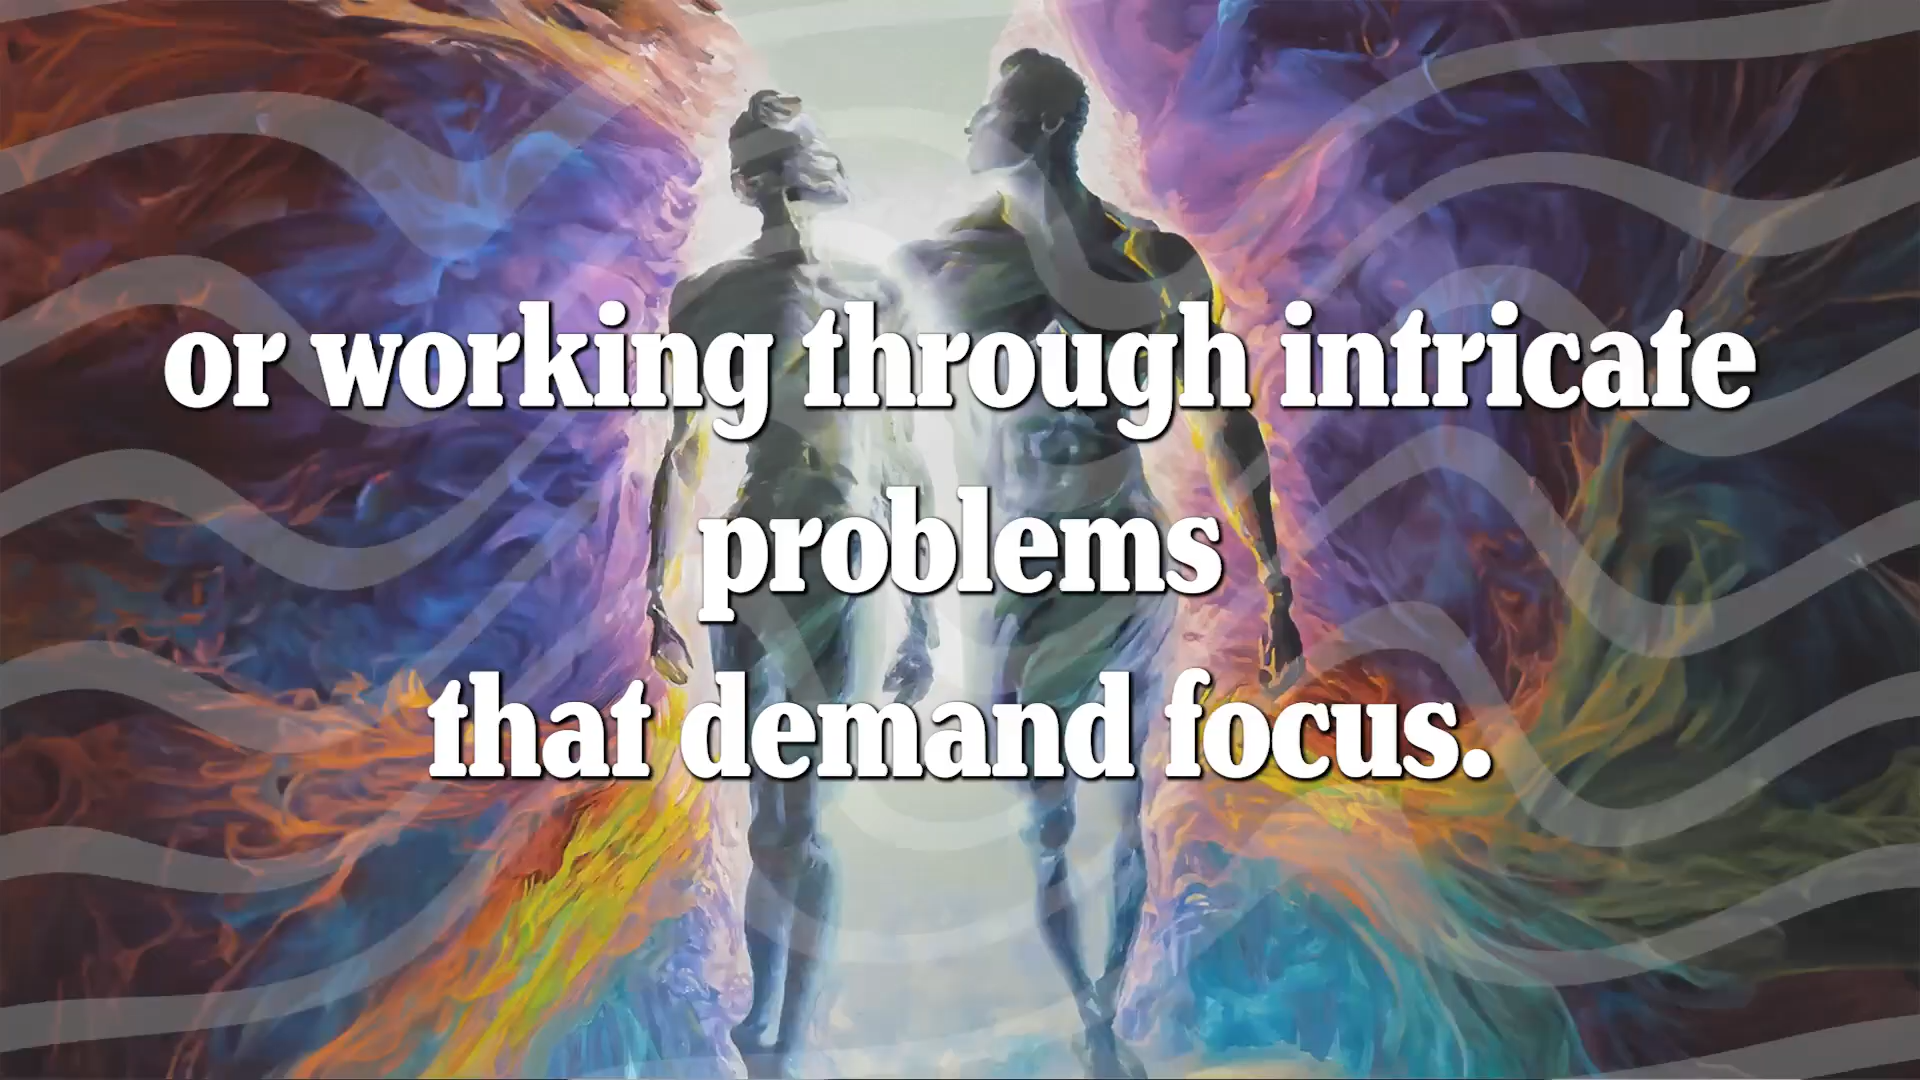 or working through intricate
problems
that demand focus.